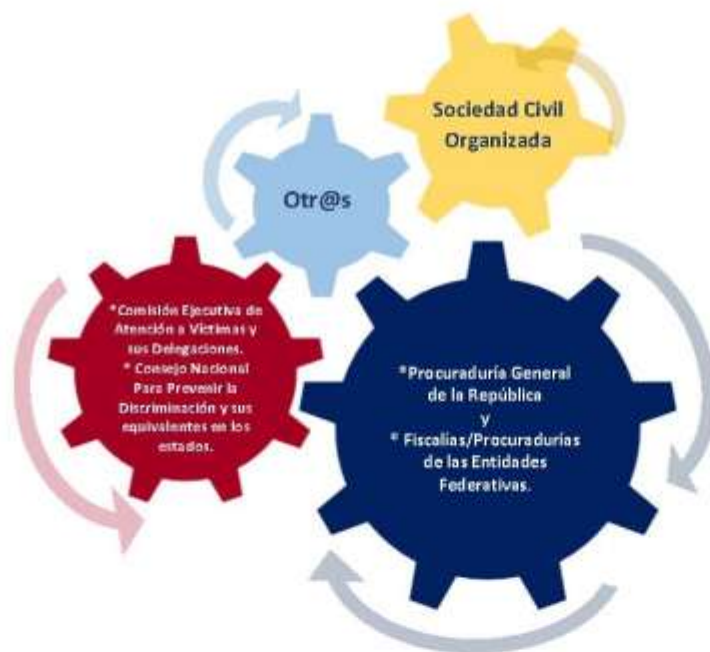 Sociedad Civil
Organizada
Otr@s
*Comisión Ejecutiva de
Atención a Víctimas y
sus Delegaciones.
* Consejo Nacional
Para Prevenir la
Discriminación y sus
equivalentes en los
estados.
*Procuraduría General
de la República
y
* Fiscalías/Procuradurías
de las Entidades
Federativas.